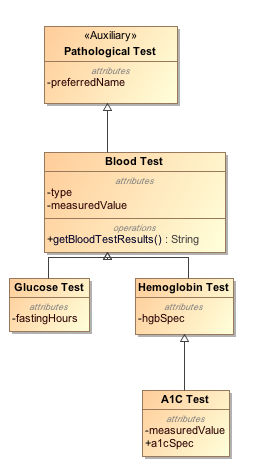 «Auxiliary»
Pathological Test
attributes
-preferredName
Blood Test
attributes
-type
-measuredValue
operations
+getBloodTestResults() : String
Glucose Test
attributes
-fastingHours
Hemoglobin Test
attributes
-hgbSpec
A1C Test
attributes
-measuredValue
+a1cSpec